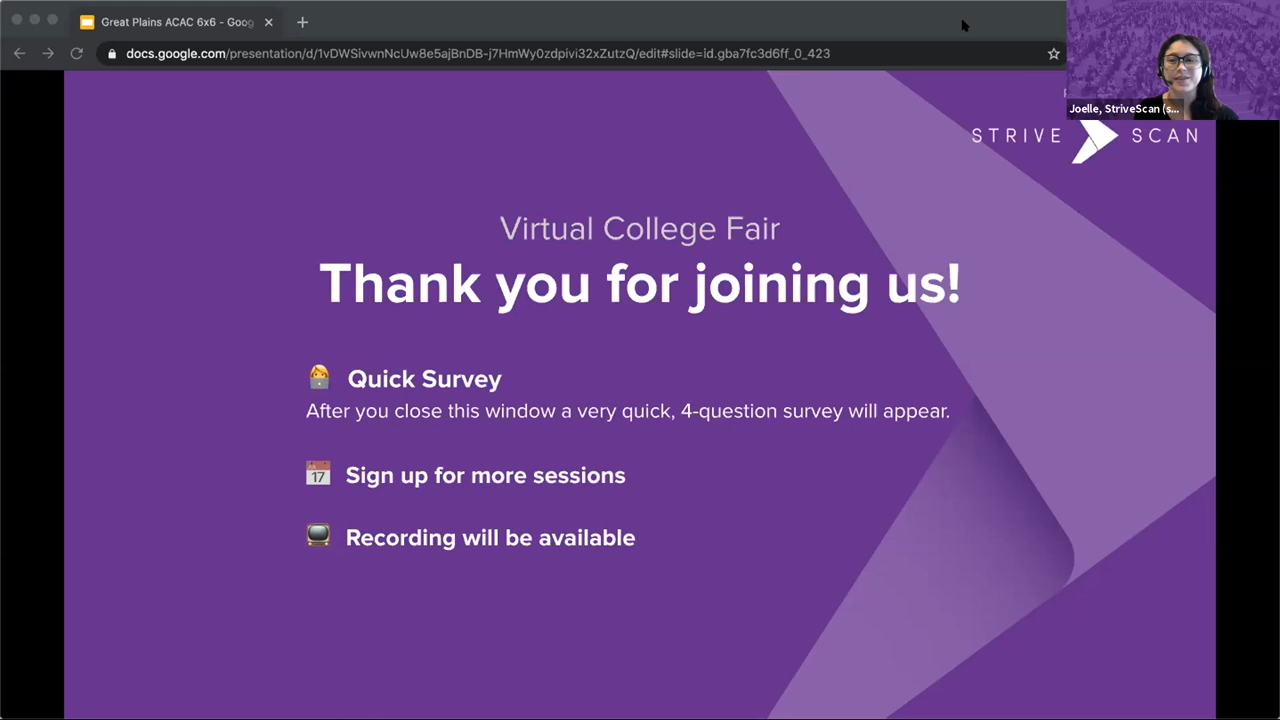 Great Plains ACAC 6x6 - Goog
docs.google.com/presentation/d/1vDWSivwnNcUw8e5ajBnDB-j7HmWy0zdpivi32xZutzQ/edit#slide=id.gba7fc3d6ff_0_423
Joelle, StriveScan (s...
STRIVE SCAN
Virtual College Fair
Thank you for joining us!
Quick Survey
After you close this window a very quick, 4-question survey will appear.
17
Sign up for more sessions
Recording will be available